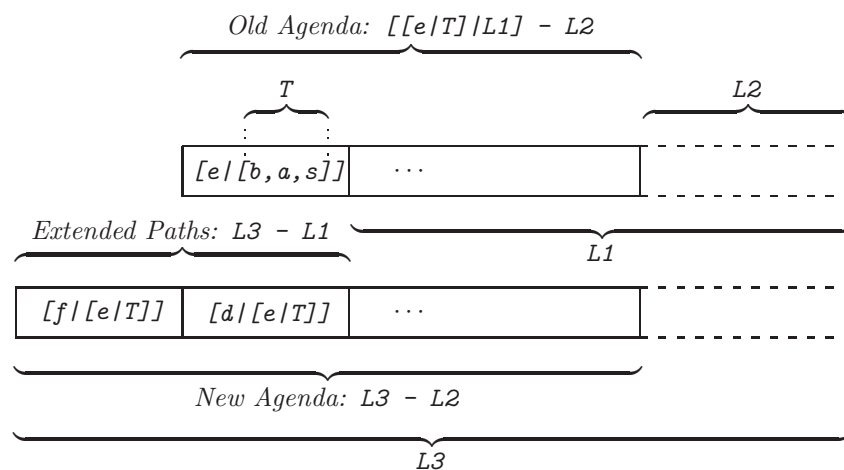 Old Agenda: [[e|T]|L1] - L2
T
L2
[e|[b,a,s]]
...
Extended Paths: L3 - L1
L1
[f|[e|T]]
[d|[e|T]]
...
New Agenda: L3 - L2
L3